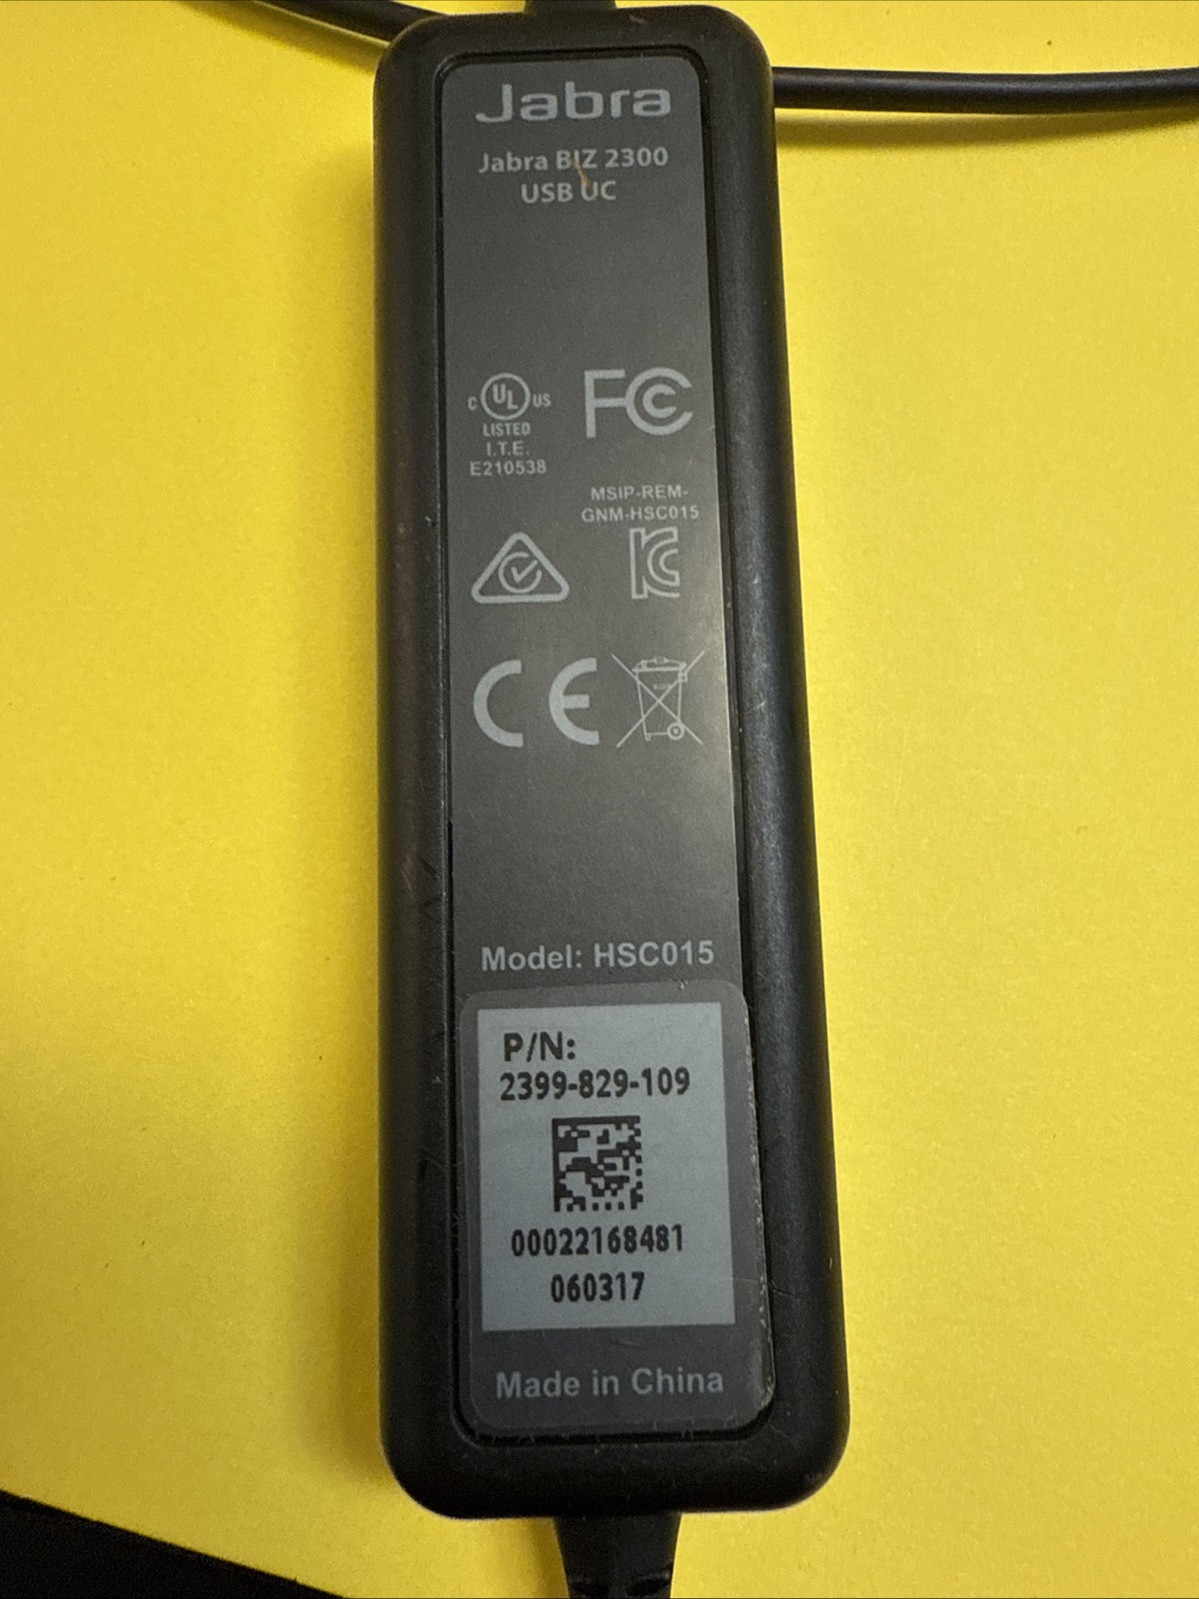 Jabra
Jabra BIZ 2300
USB UC
C UL US
LISTED
I.T.E.
E210538
FC
MSIP-REM-
GNM-HSC015
KC
CE
Model: HSC015
P/N:
2399-829-109
00022168481
060317
Made in China